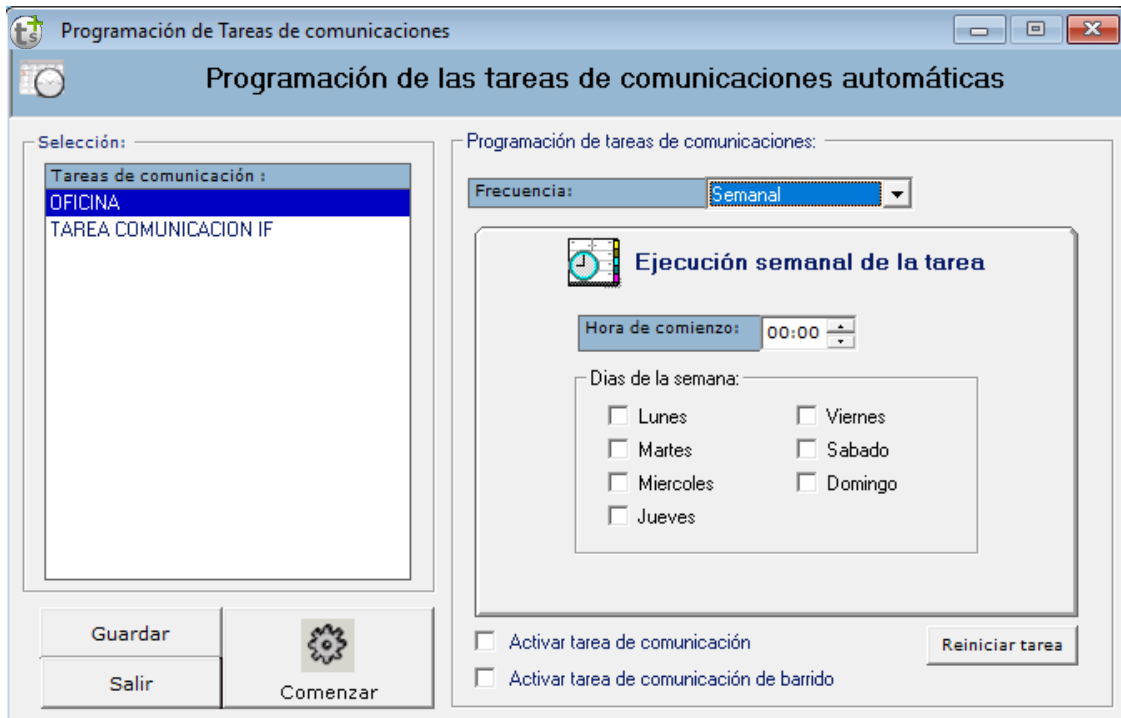 Programación de Tareas de comunicaciones
Programación de las tareas de comunicaciones automáticas
Selección:
Tareas de comunicación :
OFICINA
TAREA COMUNICACION IF
Guardar
Salir
Comenzar
Programación de tareas de comunicaciones:
Frecuencia:
Semanal
Ejecución semanal de la tarea
Hora de comienzo:
00:00
Dias de la semana:
Lunes
Martes
Miercoles
Jueves
Viernes
Sabado
Domingo
Activar tarea de comunicación
Reiniciar tarea
Activar tarea de comunicación de barrido